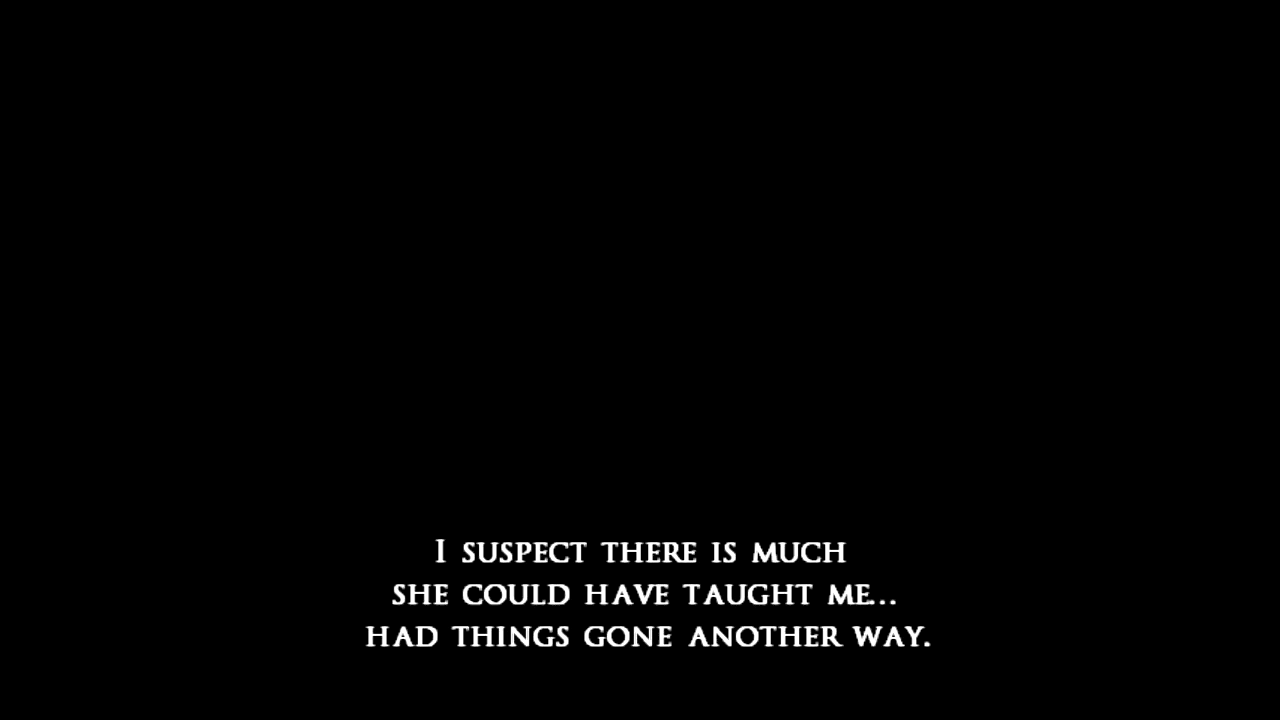 I SUSPECT THERE IS MUCH
SHE COULD HAVE TAUGHT ME...
HAD THINGS GONE ANOTHER WAY.